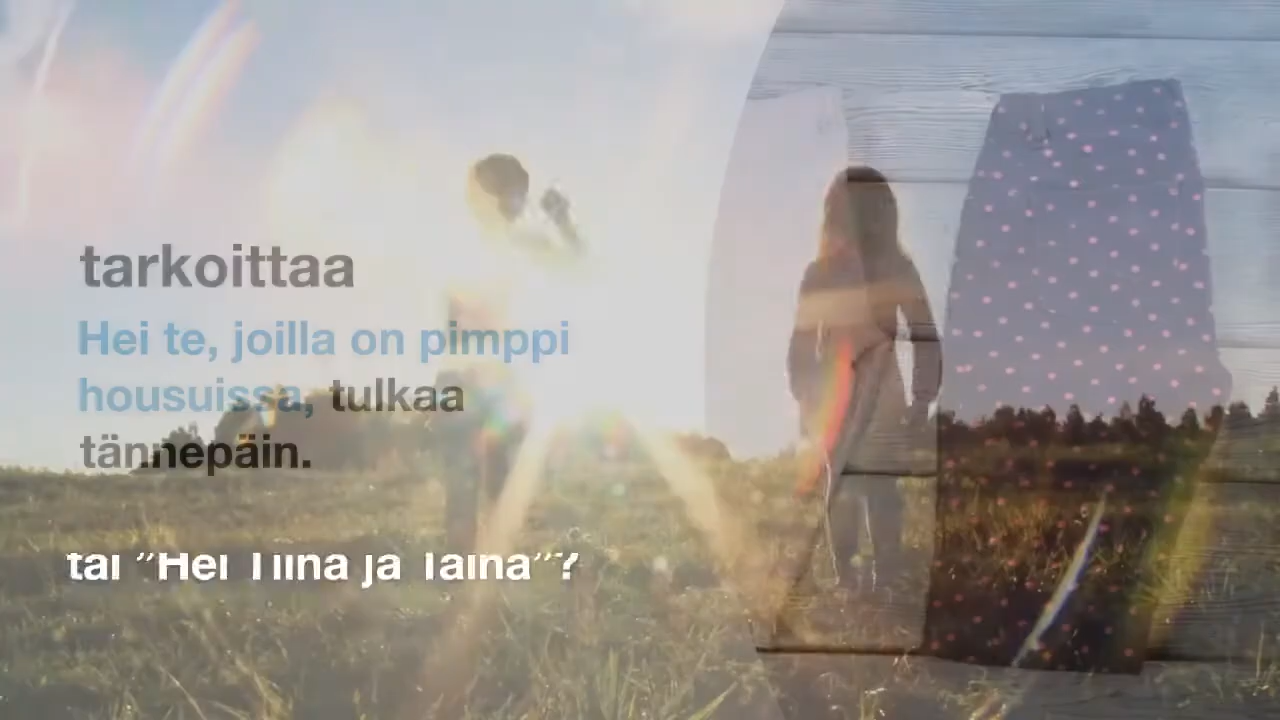 tarkoittaa
Hei te, joilla on pimppi
housuissa, tulkaa
tännepäin.
tai ”Hei Tiina ja Taina”?